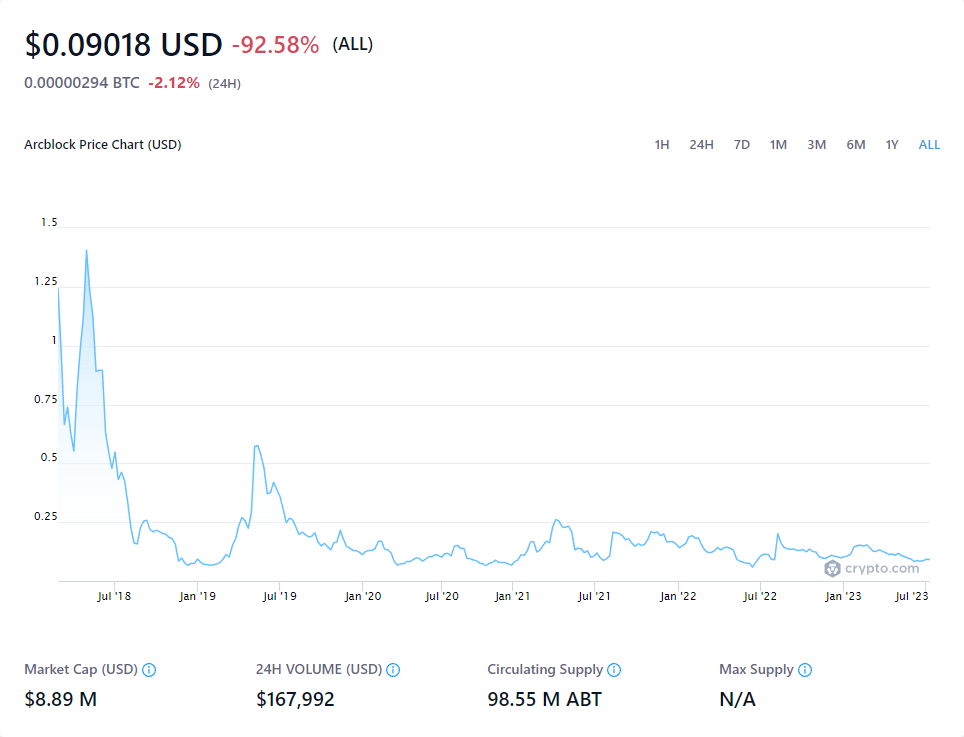 $0.09018 USD -92.58% (ALL)
0.00000294 BTC -2.12% (24H)
Arcblock Price Chart (USD) 1H 24H 7D 1M 3M 6M 1Y ALL
1.5
1.25
1
0.75
0.5
0.25
crypto.com
Jul '18 Jan '19 Jul '19 Jan '20 Jul '20 Jan '21 Jul '21 Jan '22 Jul '22 Jan '23 Jul '23
Market Cap (USD) 24H VOLUME (USD) Circulating Supply Max Supply
$8.89 M $167,992 98.55 M ABT N/A